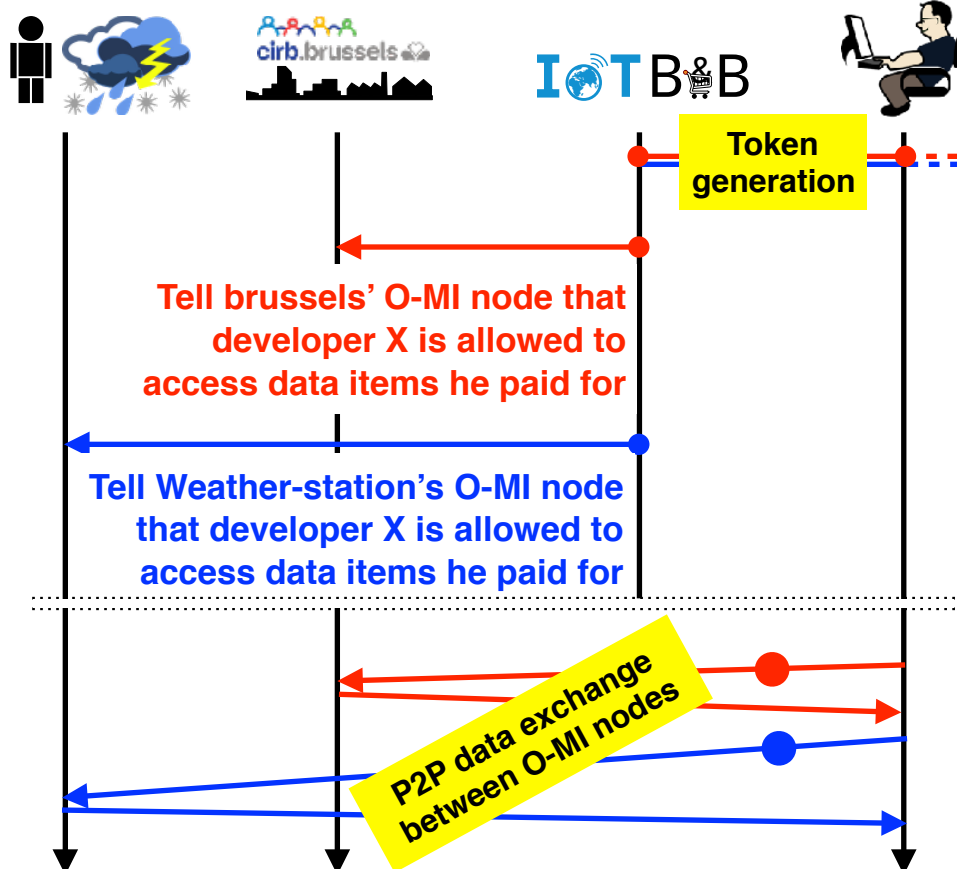 cirb.brussels
IOTB&B
Token
generation
Tell brussels’ O-MI node that
developer X is allowed to
access data items he paid for
Tell Weather-station’s O-MI node
that developer X is allowed to
access data items he paid for
P2P data exchange
between O-MI nodes